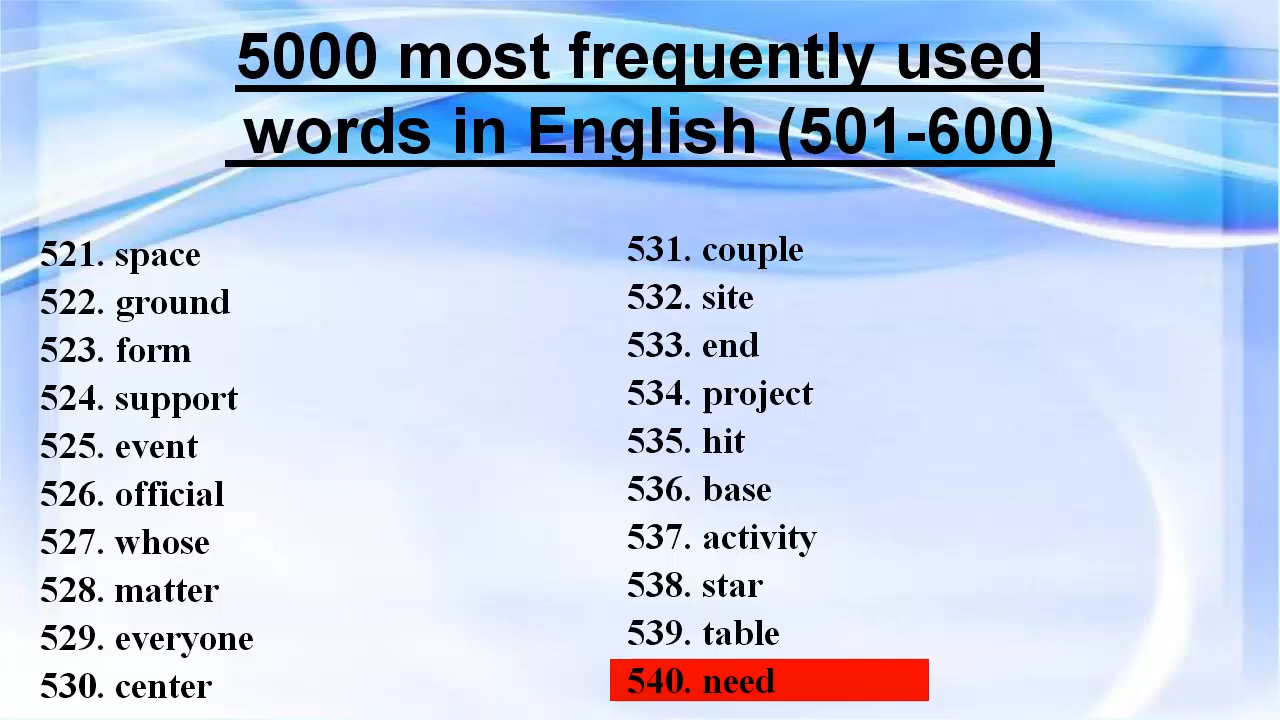 5000 most frequently used
words in English (501-600)
521. space
522. ground
523. form
524. support
525. event
526. official
527. whose
528. matter
529. everyone
530. center
531. couple
532. site
533. end
534. project
535. hit
536. base
537. activity
538. star
539. table
540. need